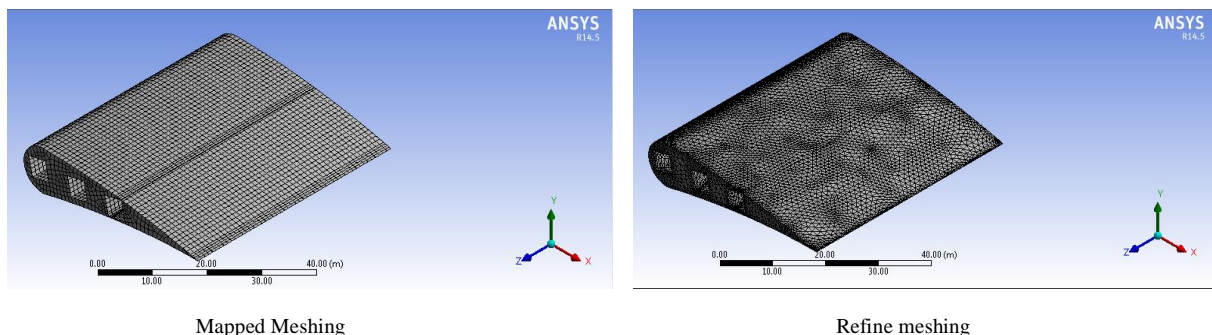 ANSYS
R14.5
Y
Z
X
0.00 20.00 40.00 (m)
10.00 30.00
Mapped Meshing
ANSYS
R14.5
Y
Z
X
0.00 20.00 40.00 (m)
10.00 30.00
Refine meshing